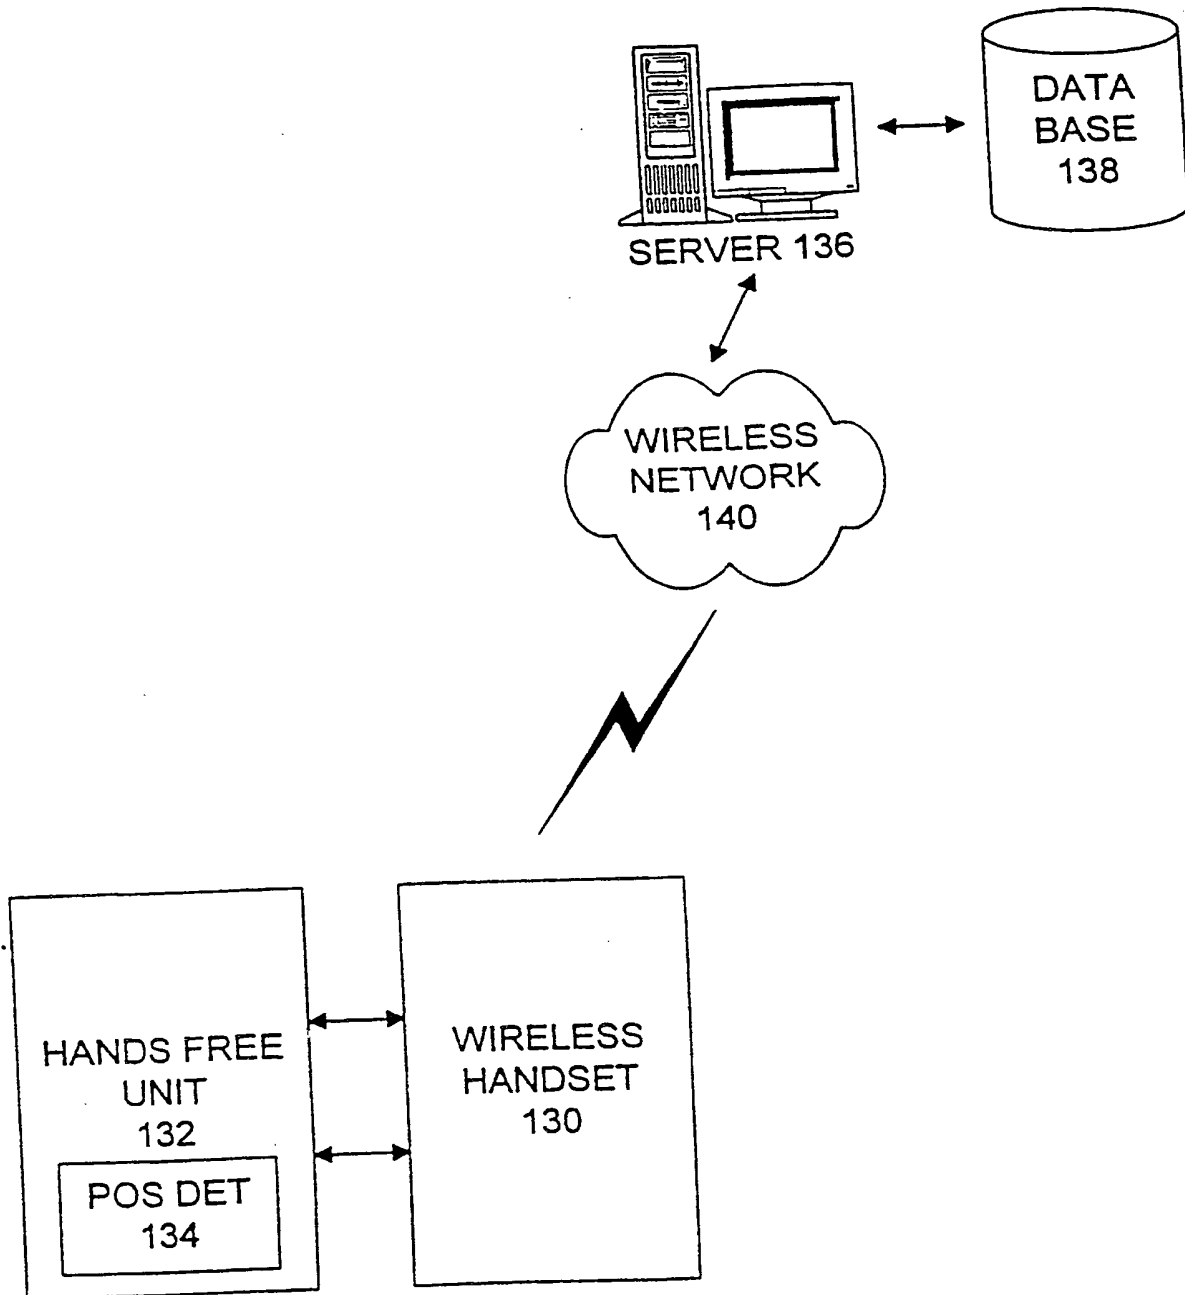 DATA
BASE
138
SERVER 136
WIRELESS
NETWORK
140
HANDS FREE
UNIT
132
POS DET
134
WIRELESS
HANDSET
130